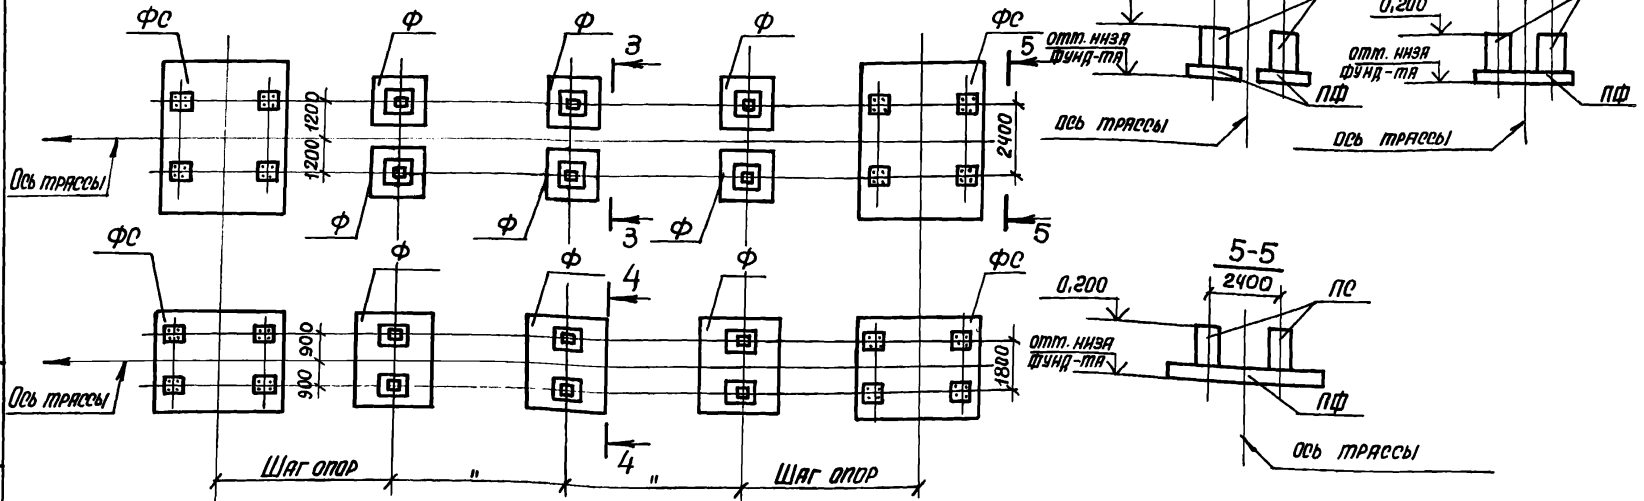 ФС
Ф
Ф
Ф
ФС
3
5
1200
1200
2400
Ось трассы
Ф
Ф
Ф
3
5
0,200
отм. низа
фунд-та
отм. низа
фунд-та
ПФ
ПФ
ось трассы
ось трассы
ФС
Ф
Ф
Ф
ФС
4
900
900
1800
Ось трассы
4
Шаг опор
"
"
Шаг опор
5-5
2400
ПС
0,200
отм. низа
фунд-та
ПФ
ось трассы